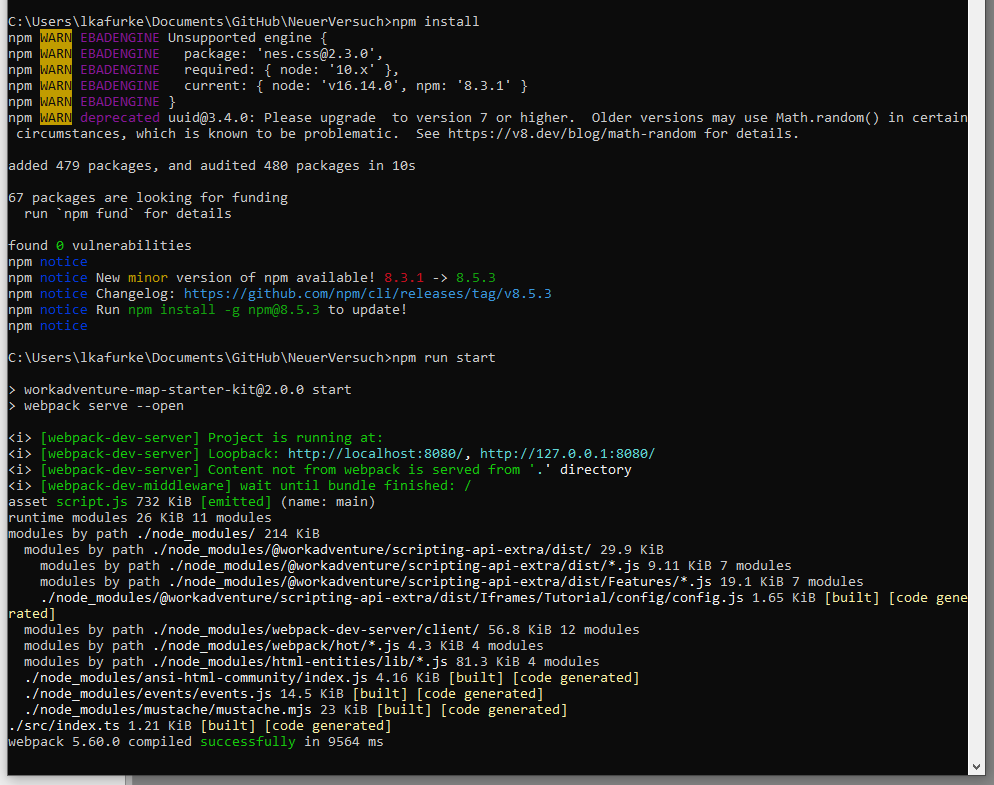 C:\Users\lkafurke\Documents\GitHub\NeuerVersuch>npm install
npm WARN EBADENGINE Unsupported engine {
npm WARN EBADENGINE   package: 'nes.css@2.3.0',
npm WARN EBADENGINE   required: { node: '10.x' },
npm WARN EBADENGINE   current: { node: 'v16.14.0', npm: '8.3.1' }
npm WARN EBADENGINE }
npm WARN deprecated uuid@3.4.0: Please upgrade  to version 7 or higher.  Older versions may use Math.random() in certain
 circumstances, which is known to be problematic.  See https://v8.dev/blog/math-random for details.
added 479 packages, and audited 480 packages in 10s
67 packages are looking for funding
  run `npm fund` for details
found 0 vulnerabilities
npm notice
npm notice New minor version of npm available! 8.3.1 -> 8.5.3
npm notice Changelog: https://github.com/npm/cli/releases/tag/v8.5.3
npm notice Run npm install -g npm@8.5.3 to update!
npm notice
C:\Users\lkafurke\Documents\GitHub\NeuerVersuch>npm run start
> workadventure-map-starter-kit@2.0.0 start
> webpack serve --open
<i> [webpack-dev-server] Project is running at:
<i> [webpack-dev-server] Loopback: http://localhost:8080/, http://127.0.0.1:8080/
<i> [webpack-dev-server] Content not from webpack is served from '.' directory
<i> [webpack-dev-middleware] wait until bundle finished: /
asset script.js 732 KiB [emitted] (name: main)
runtime modules 26 KiB 11 modules
modules by path ./node_modules/ 214 KiB
  modules by path ./node_modules/@workadventure/scripting-api-extra/dist/ 29.9 KiB
    modules by path ./node_modules/@workadventure/scripting-api-extra/dist/*.js 9.11 KiB 7 modules
    modules by path ./node_modules/@workadventure/scripting-api-extra/dist/Features/*.js 19.1 KiB 7 modules
    ./node_modules/@workadventure/scripting-api-extra/dist/Iframes/Tutorial/config/config.js 1.65 KiB [built] [code gene
rated]
  modules by path ./node_modules/webpack-dev-server/client/ 56.8 KiB 12 modules
  modules by path ./node_modules/webpack/hot/*.js 4.3 KiB 4 modules
  modules by path ./node_modules/html-entities/lib/*.js 81.3 KiB 4 modules
  ./node_modules/ansi-html-community/index.js 4.16 KiB [built] [code generated]
  ./node_modules/events/events.js 14.5 KiB [built] [code generated]
  ./node_modules/mustache/mustache.mjs 23 KiB [built] [code generated]
./src/index.ts 1.21 KiB [built] [code generated]
webpack 5.60.0 compiled successfully in 9564 ms